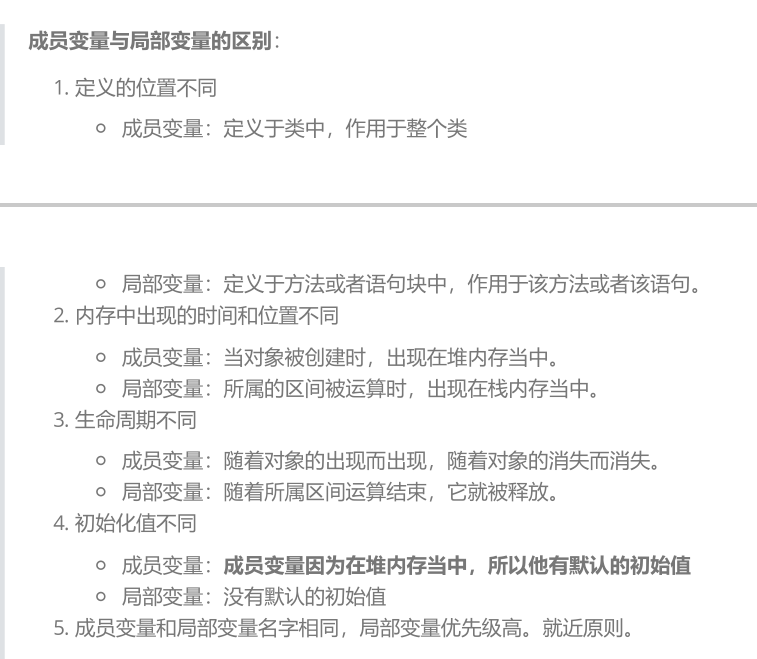 成员变量与局部变量的区别：
1. 定义的位置不同
○ 成员变量：定义于类中，作用于整个类
○ 局部变量：定义于方法或者语句块中，作用于该方法或者该语句。
2. 内存中出现的时间和位置不同
○ 成员变量：当对象被创建时，出现在堆内存当中。
○ 局部变量：所属的区间被运算时，出现在栈内存当中。
3. 生命周期不同
○ 成员变量：随着对象的出现而出现，随着对象的消失而消失。
○ 局部变量：随着所属区间运算结束，它就被释放。
4. 初始化值不同
○ 成员变量：成员变量因为在堆内存当中，所以他有默认的初始值
○ 局部变量：没有默认的初始值
5. 成员变量和局部变量名字相同，局部变量优先级高。就近原则。